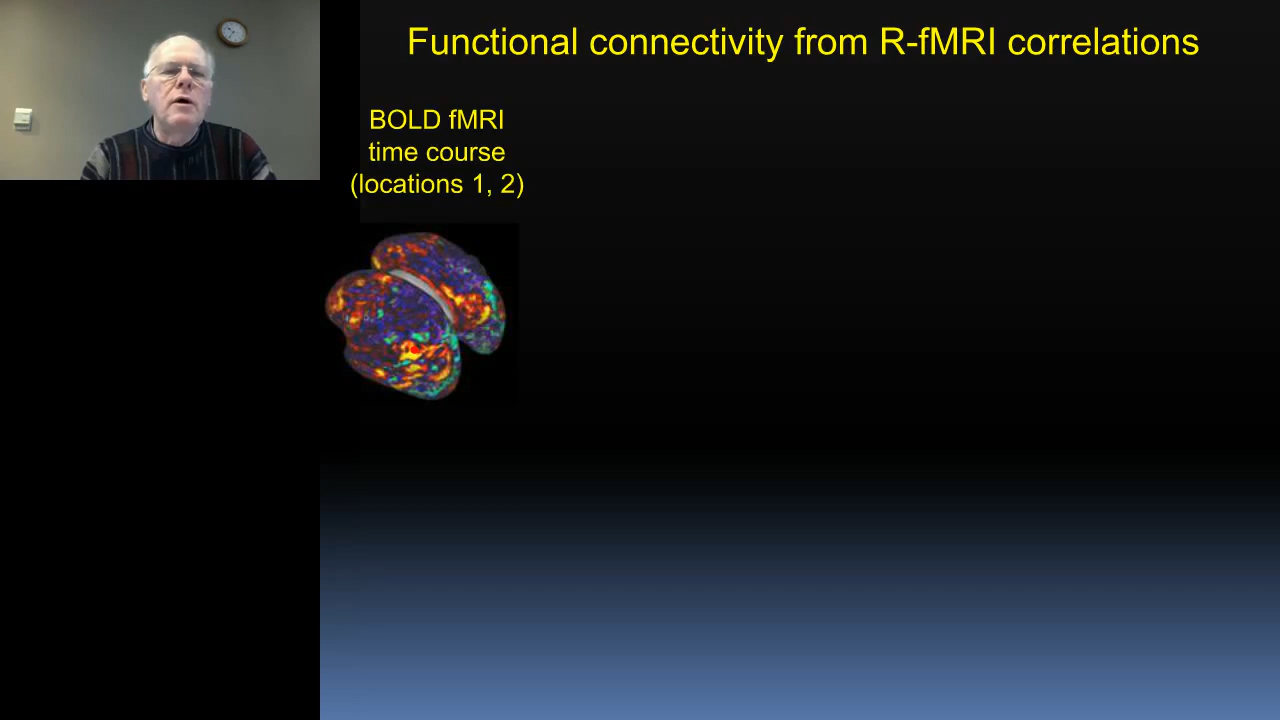 Functional connectivity from R-fMRI correlations
BOLD fMRI
time course
(locations 1, 2)